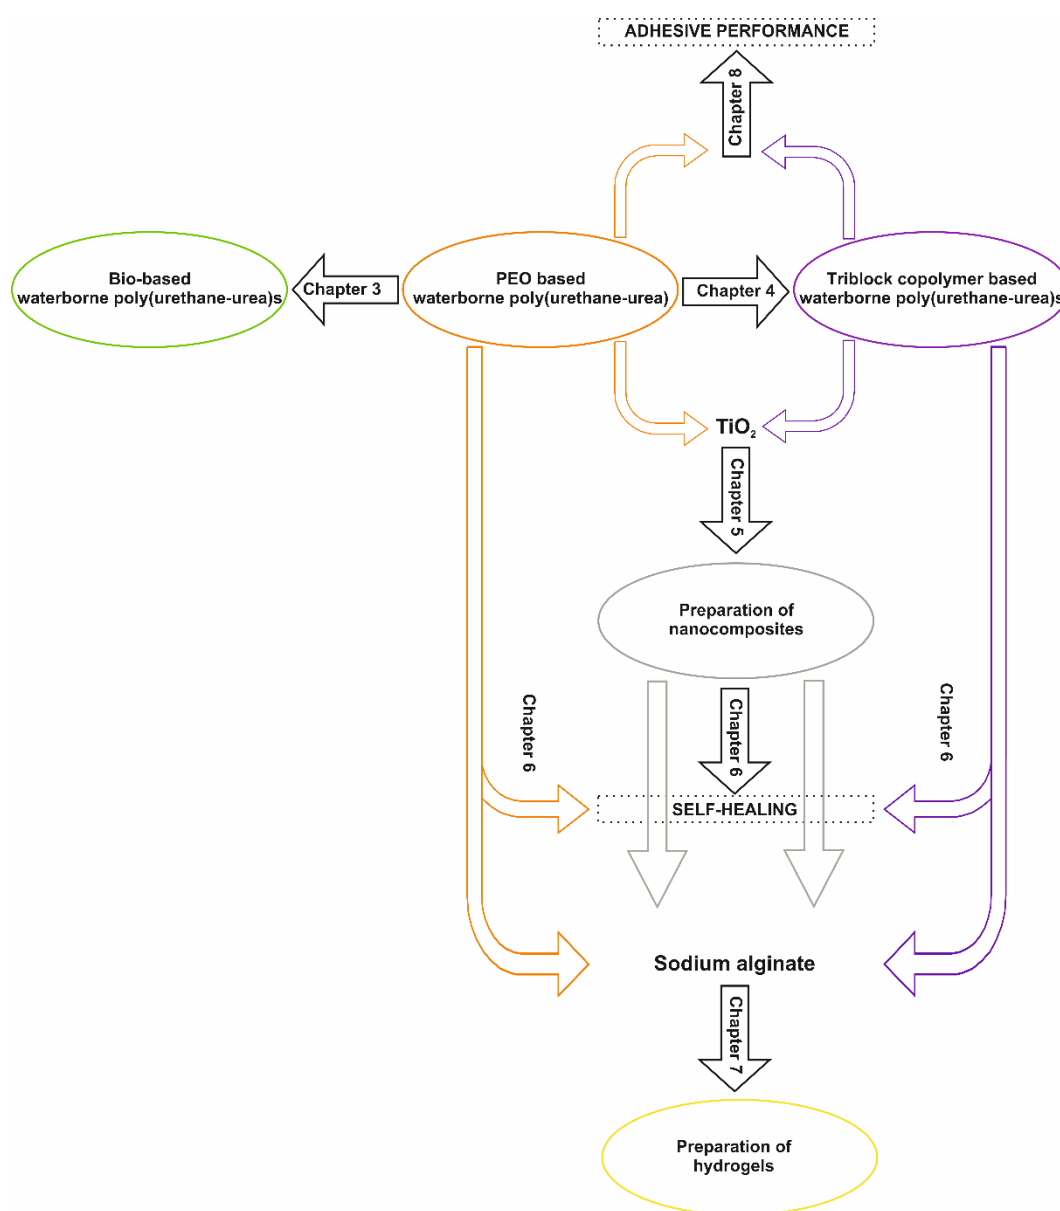 ADHESIVE PERFORMANCE
Chapter 8
Bio-based
waterborne poly(urethane-urea)s
Chapter 3
PEO based
waterborne poly(urethane-urea)
Chapter 4
Triblock copolymer based
waterborne poly(urethane-urea)s
TiO2
Chapter 5
Preparation of
nanocomposites
Chapter 6
Chapter 6
Chapter 6
SELF-HEALING
Sodium alginate
Chapter 7
Preparation of
hydrogels